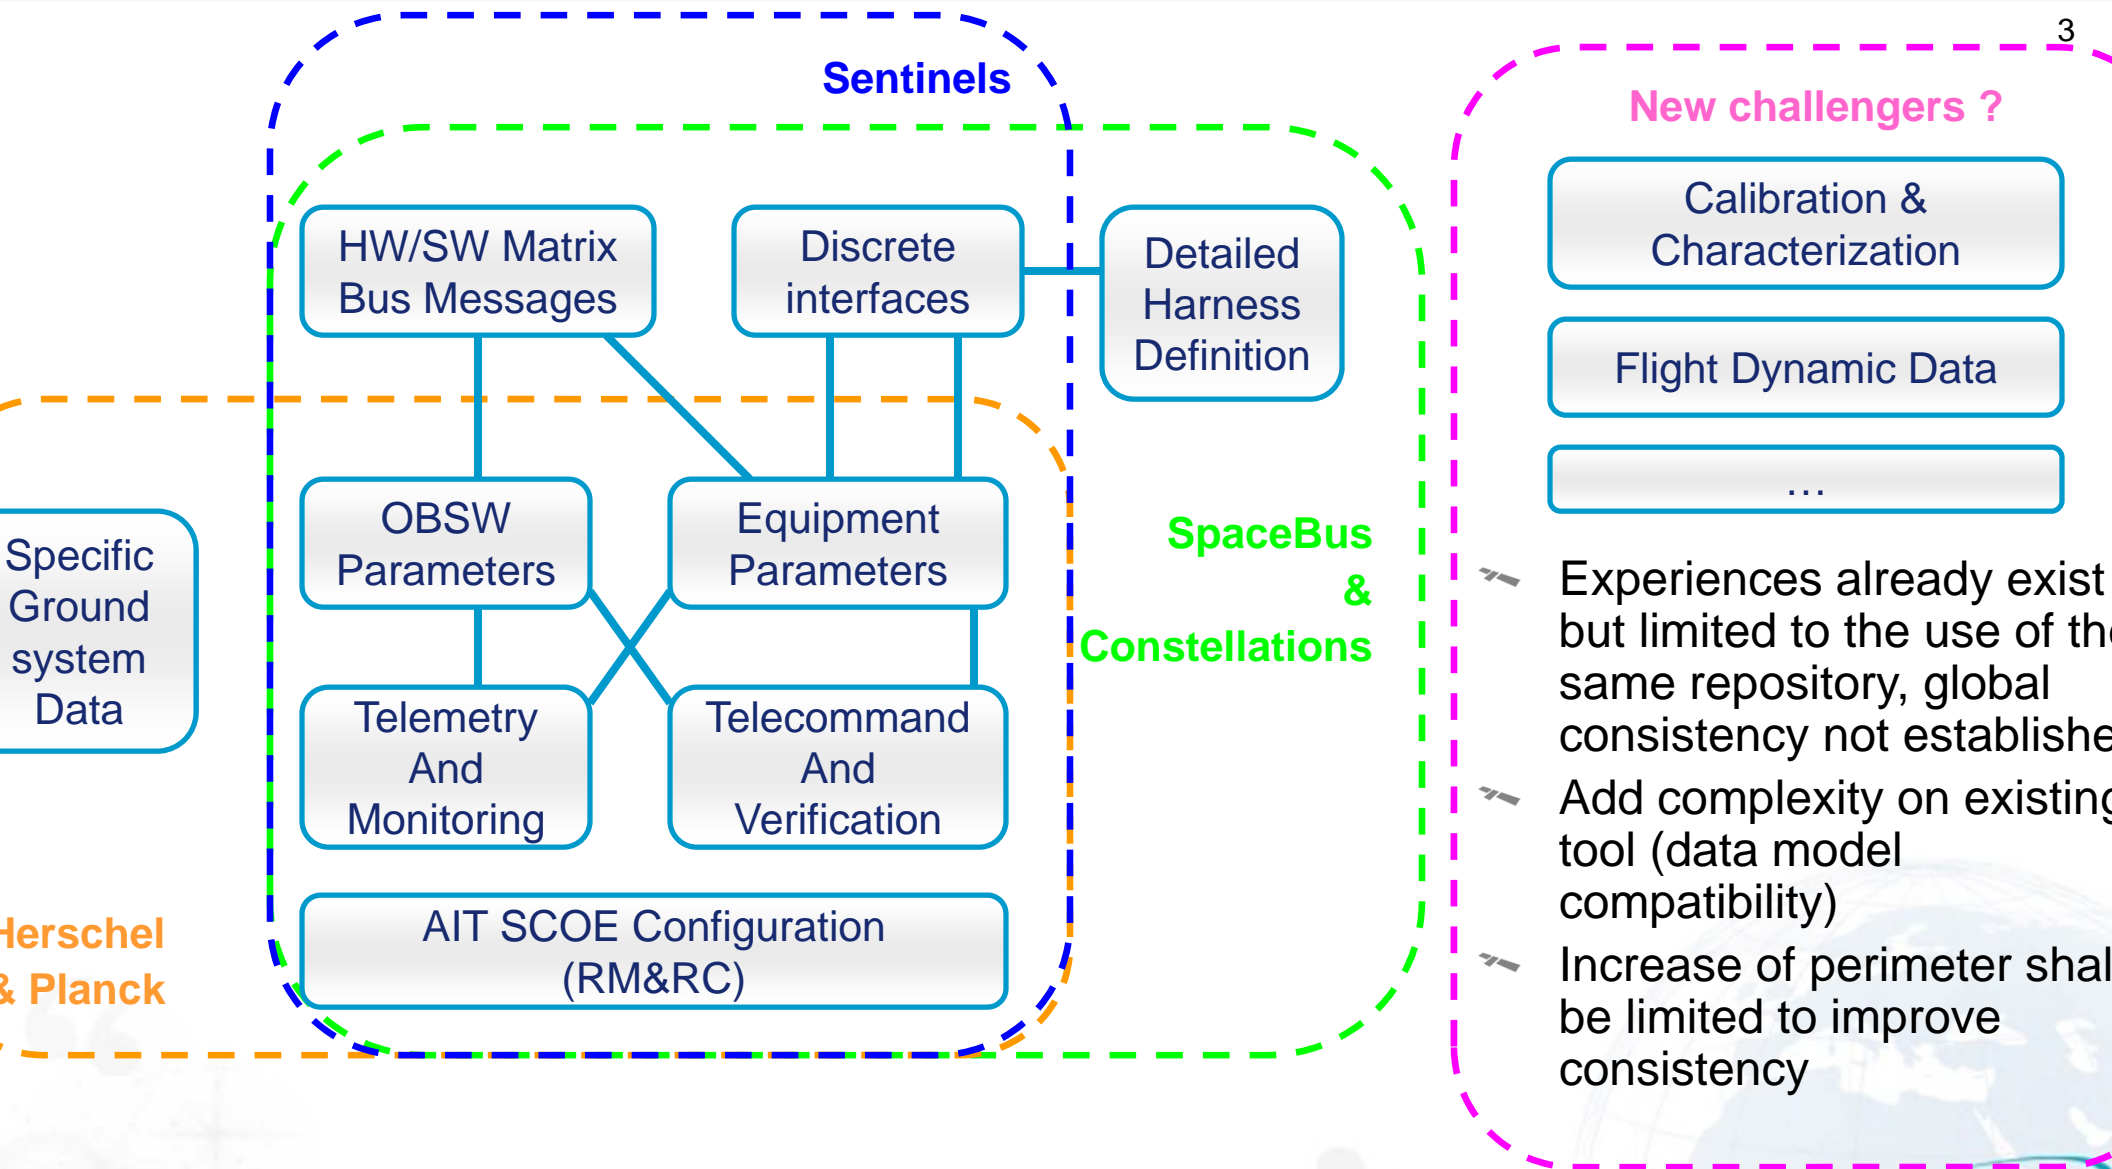 3
Sentinels
New challengers ?
Calibration &
Characterization
HW/SW Matrix
Bus Messages
Discrete
interfaces
Detailed
Harness
Definition
Flight Dynamic Data
…
OBSW
Parameters
Equipment
Parameters
SpaceBus
&
Constellations
Specific
Ground
system
Data
Telemetry
And
Monitoring
Telecommand
And
Verification
AIT SCOE Configuration
(RM&RC)
Herschel
& Planck
Experiences already exist
but limited to the use of the
same repository, global
consistency not establishe
Add complexity on existing
tool (data model
compatibility)
Increase of perimeter shal
be limited to improve
consistency